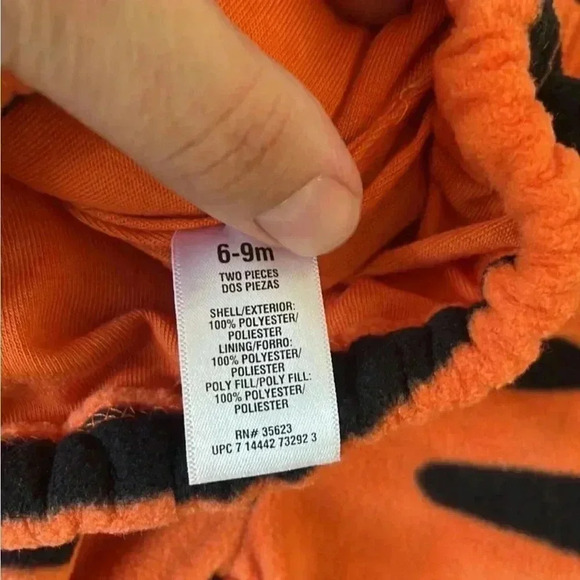 6-9m
TWO PIECES
DOS PIEZAS
SHELL/EXTERIOR:
100% POLYESTER/
POLIESTER
LINING/FORRO:
100% POLYESTER/
POLIESTER
POLY FILL/POLY FILL:
100% POLYESTER/
POLIESTER
RN# 35623
UPC 7 14442 73292 3